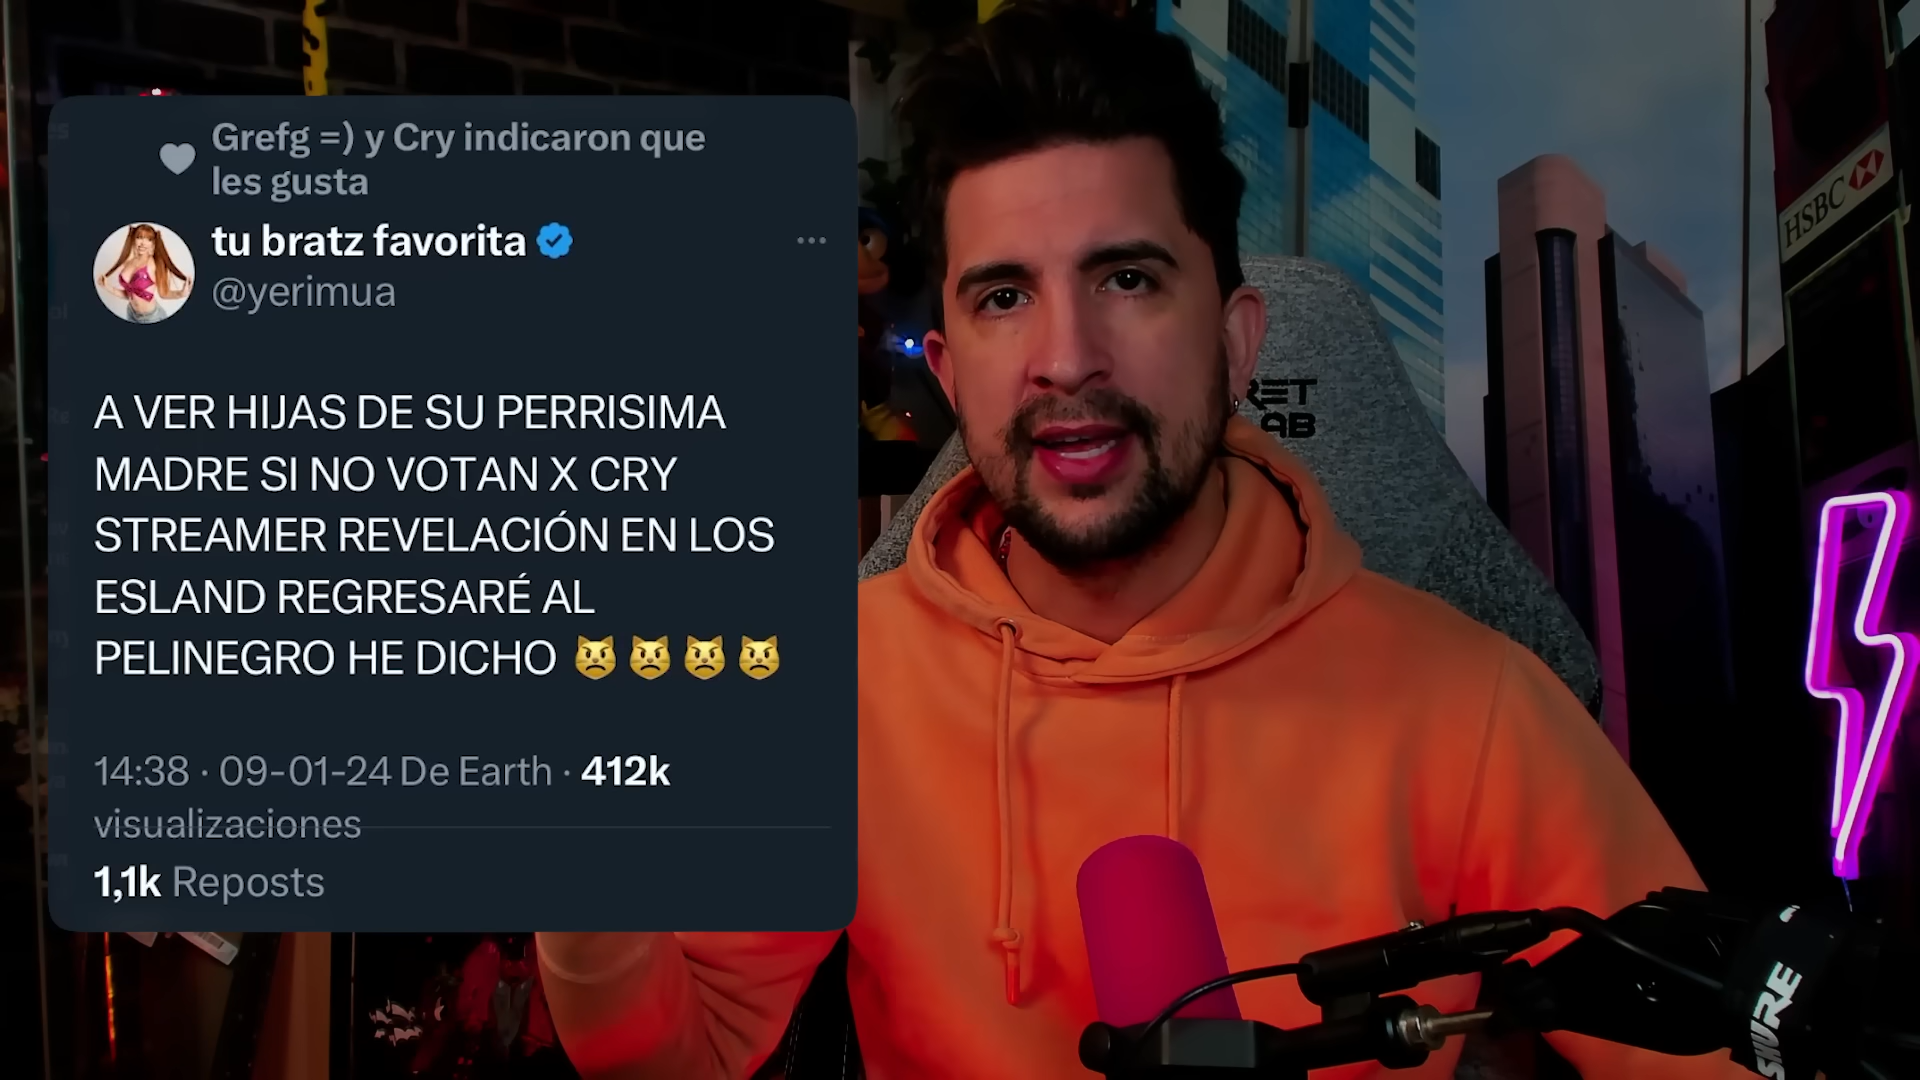 Grefg =) y Cry indicaron que
les gusta
tu bratz favorita
@yerimua
A VER HIJAS DE SU PERRISIMA
MADRE SI NO VOTAN X CRY
STREAMER REVELACIÓN EN LOS
ESLAND REGRESARÉ AL
PELINEGRO HE DICHO 😾😾😾😾
14:38 · 09-01-24 De Earth · 412k
visualizaciones
1,1k Reposts
HSBC
RET
AB
SHURE